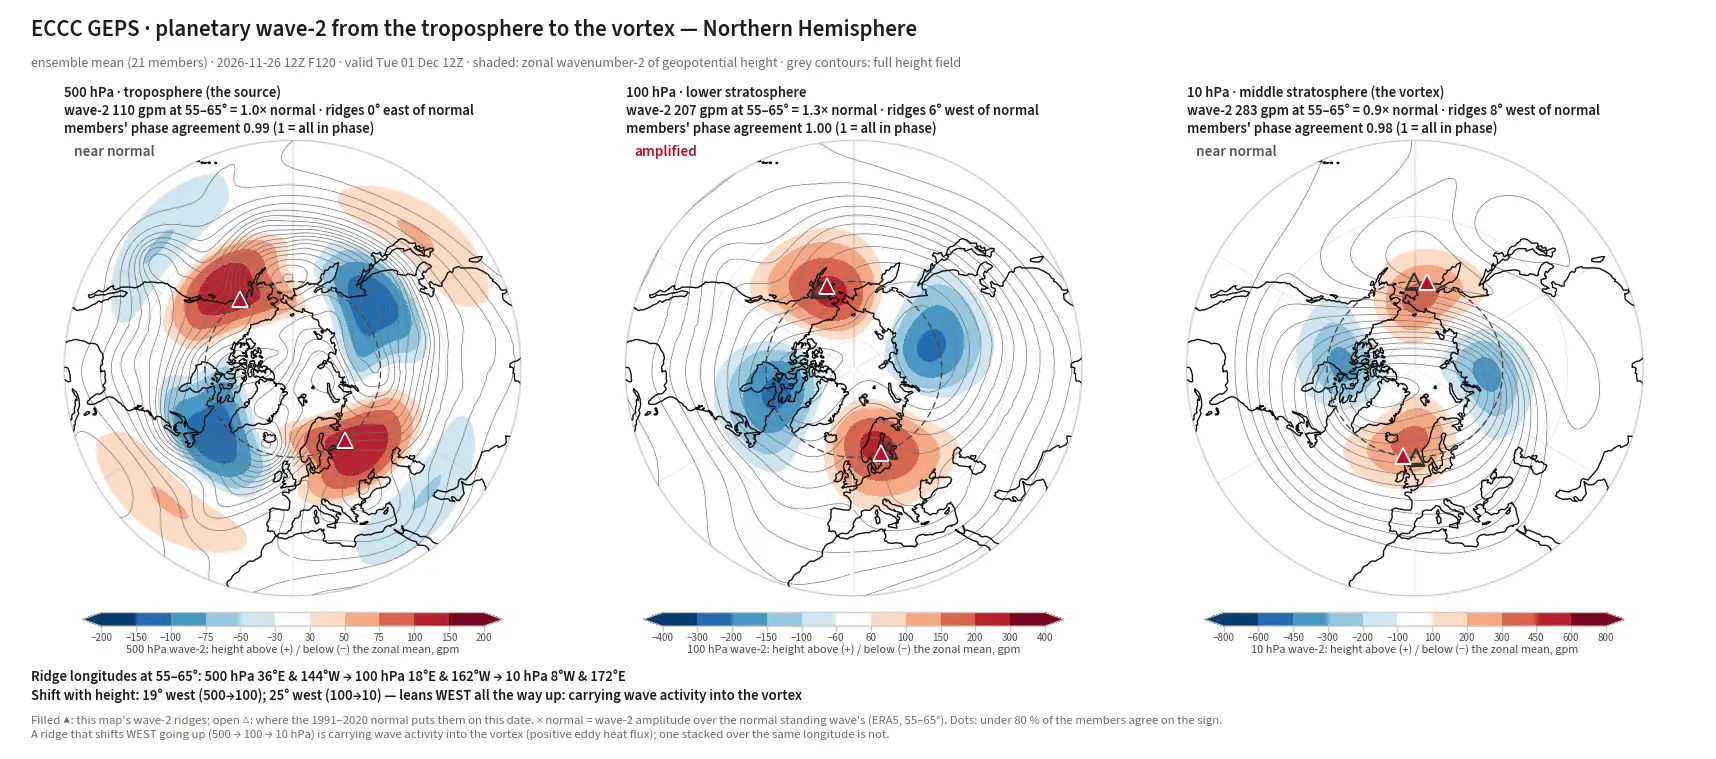 ECCC GEPS · planetary wave-2 from the troposphere to the vortex — Northern Hemisphere
ensemble mean (21 members) · 2026-11-26 12Z F120 · valid Tue 01 Dec 12Z · shaded: zonal wavenumber-2 of geopotential height · grey contours: full height field
500 hPa · troposphere (the source)
wave-2 110 gpm at 55–65° = 1.0× normal · ridges 0° east of normal
members' phase agreement 0.99 (1 = all in phase)
near normal
100 hPa · lower stratosphere
wave-2 207 gpm at 55–65° = 1.3× normal · ridges 6° west of normal
members' phase agreement 1.00 (1 = all in phase)
amplified
10 hPa · middle stratosphere (the vortex)
wave-2 283 gpm at 55–65° = 0.9× normal · ridges 8° west of normal
members' phase agreement 0.98 (1 = all in phase)
near normal
−200 −150 −100 −75 −50 −30 30 50 75 100 150 200
500 hPa wave-2: height above (+) / below (−) the zonal mean, gpm
−400 −300 −200 −150 −100 −60 60 100 150 200 300 400
100 hPa wave-2: height above (+) / below (−) the zonal mean, gpm
−800 −600 −450 −300 −200 −100 100 200 300 450 600 800
10 hPa wave-2: height above (+) / below (−) the zonal mean, gpm
Ridge longitudes at 55–65°: 500 hPa 36°E & 144°W → 100 hPa 18°E & 162°W → 10 hPa 8°W & 172°E
Shift with height: 19° west (500→100); 25° west (100→10) — leans WEST all the way up: carrying wave activity into the vortex
Filled ▲: this map's wave-2 ridges; open △: where the 1991–2020 normal puts them on this date. × normal = wave-2 amplitude over the normal standing wave's (ERA5, 55–65°). Dots: under 80 % of the members agree on the sign.
A ridge that shifts WEST going up (500 → 100 → 10 hPa) is carrying wave activity into the vortex (positive eddy heat flux); one stacked over the same longitude is not.